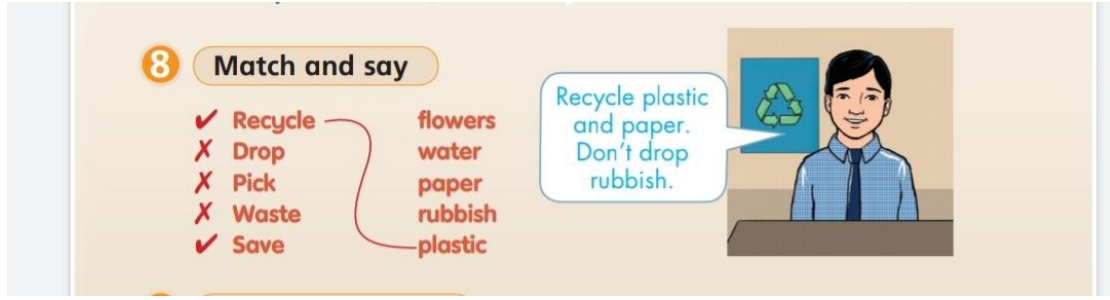 8 Match and say
✔ Recycle flowers
✗ Drop water
✗ Pick paper
✗ Waste rubbish
✔ Save plastic
Recycle plastic
and paper.
Don't drop
rubbish.